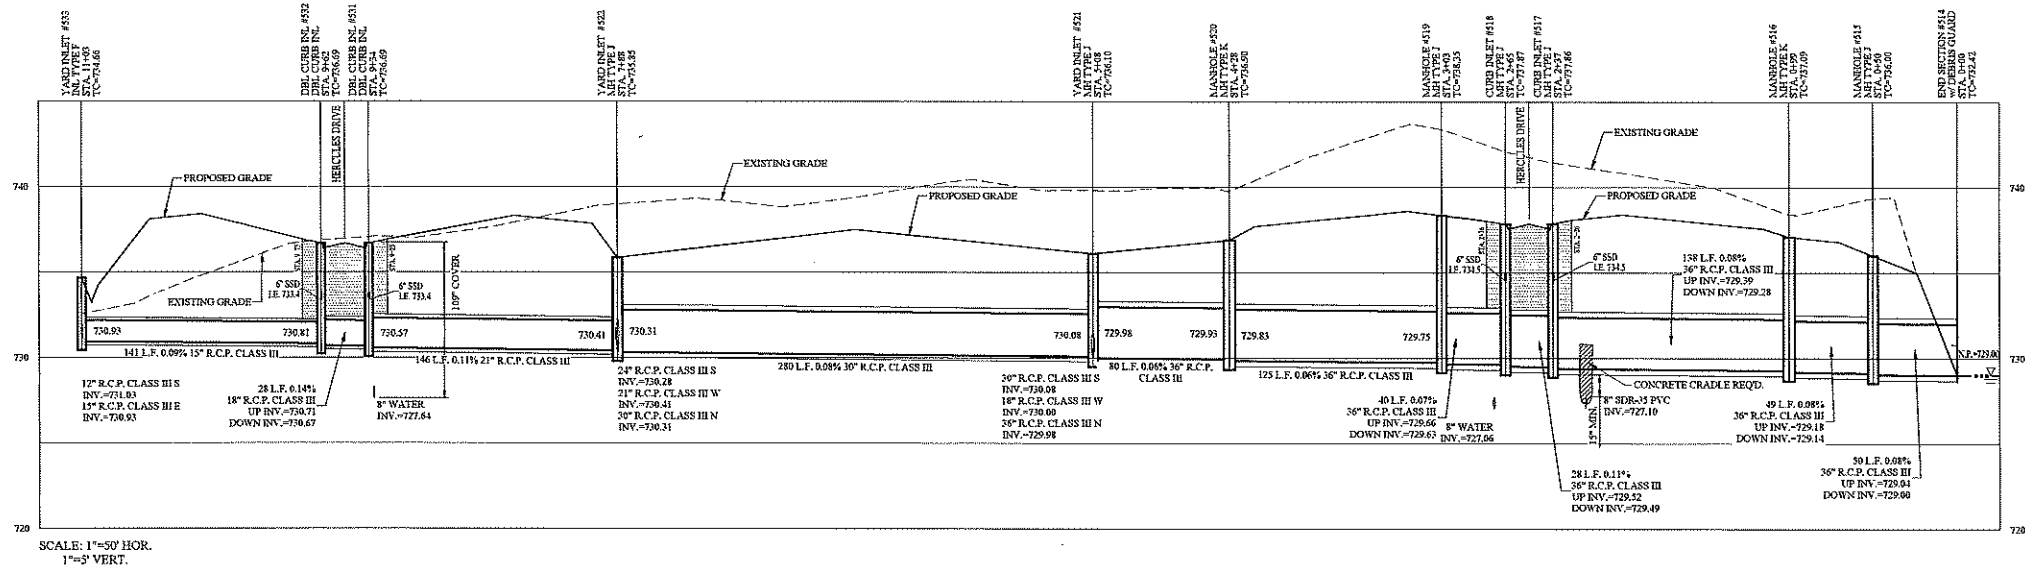 YARD INLET #533
INL TYPE F
STA. 11+03
TC=734.66
DBL CURB INL #532
DBL CURB INL
STA. 9+62
TC=736.69
DBL CURB INL #531
DBL CURB INL
STA. 9+34
TC=736.69
YARD INLET #522
MH TYPE J
STA. 7+88
TC=735.85
YARD INLET #521
MH TYPE J
STA. 5+08
TC=736.10
MANHOLE #520
MH TYPE K
STA. 4+28
TC=736.90
MANHOLE #519
MH TYPE J
STA. 3+03
TC=738.35
CURB INLET #518
MH TYPE J
STA. 2+65
TC=737.87
CURB INLET #517
MH TYPE J
STA. 2+37
TC=737.86
MANHOLE #516
MH TYPE K
STA. 0+99
TC=737.09
MANHOLE #515
MH TYPE J
STA. 0+50
TC=736.00
END SECTION #514
w/ DEBRIS GUARD
STA. 0+00
TC=732.42
HERCULES DRIVE
HERCULES DRIVE
EXISTING GRADE
EXISTING GRADE
PROPOSED GRADE
740
740
PROPOSED GRADE
PROPOSED GRADE
EXISTING GRADE
6" SSD
I.E. 733.4
6" SSD
I.E. 733.4
109" COVER
6" SSD
I.E. 734.5
6" SSD
I.E. 734.5
138 L.F. 0.08%
36" R.C.P. CLASS III
UP INV.=729.39
DOWN INV.=729.28
730.93
730.81
730.57
730.41
730.31
730.08
729.98
729.93
729.83
729.75
N.P.=729.00
730
730
141 L.F. 0.09% 15" R.C.P. CLASS III
146 L.F. 0.11% 21" R.C.P. CLASS III
280 L.F. 0.08% 30" R.C.P. CLASS III
80 L.F. 0.06% 36" R.C.P.
CLASS III
125 L.F. 0.06% 36" R.C.P. CLASS III
12" R.C.P. CLASS III S
INV.=731.03
15" R.C.P. CLASS III E
INV.=730.93
28 L.F. 0.14%
18" R.C.P. CLASS III
UP INV.=730.71
DOWN INV.=730.67
8" WATER
INV.=727.64
24" R.C.P. CLASS III S
INV.=730.28
21" R.C.P. CLASS III W
INV.=730.41
30" R.C.P. CLASS III N
INV.=730.31
30" R.C.P. CLASS III S
INV.=730.08
18" R.C.P. CLASS III W
INV.=730.00
36" R.C.P. CLASS III N
INV.=729.98
40 L.F. 0.07%
36" R.C.P. CLASS III
UP INV.=729.66
DOWN INV.=729.63
8" WATER
INV.=727.06
CONCRETE CRADLE REQ'D.
8" SDR-35 PVC
INV.=727.10
15" MIN.
49 L.F. 0.08%
36" R.C.P. CLASS III
UP INV.=729.18
DOWN INV.=729.14
28 L.F. 0.11%
36" R.C.P. CLASS III
UP INV.=729.52
DOWN INV.=729.49
50 L.F. 0.08%
36" R.C.P. CLASS III
UP INV.=729.04
DOWN INV.=729.00
720
720
SCALE: 1"=50' HOR.
1"=5' VERT.